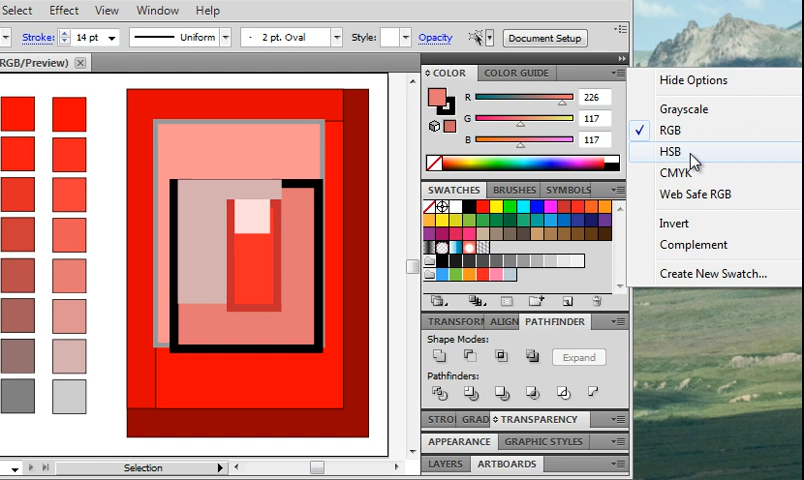 Select Effect View Window Help
Stroke: 14 pt Uniform 2 pt. Oval Style: Opacity Document Setup
RGB/Preview)
COLOR COLOR GUIDE
R 226
G 117
B 117
Hide Options
Grayscale
RGB
HSB
CMYK
Web Safe RGB
Invert
Complement
Create New Swatch...
SWATCHES BRUSHES SYMBOLS
TRANSFORM ALIGN PATHFINDER
Shape Modes:
Expand
Pathfinders:
STRO GRAD TRANSPARENCY
APPEARANCE GRAPHIC STYLES
LAYERS ARTBOARDS
Selection